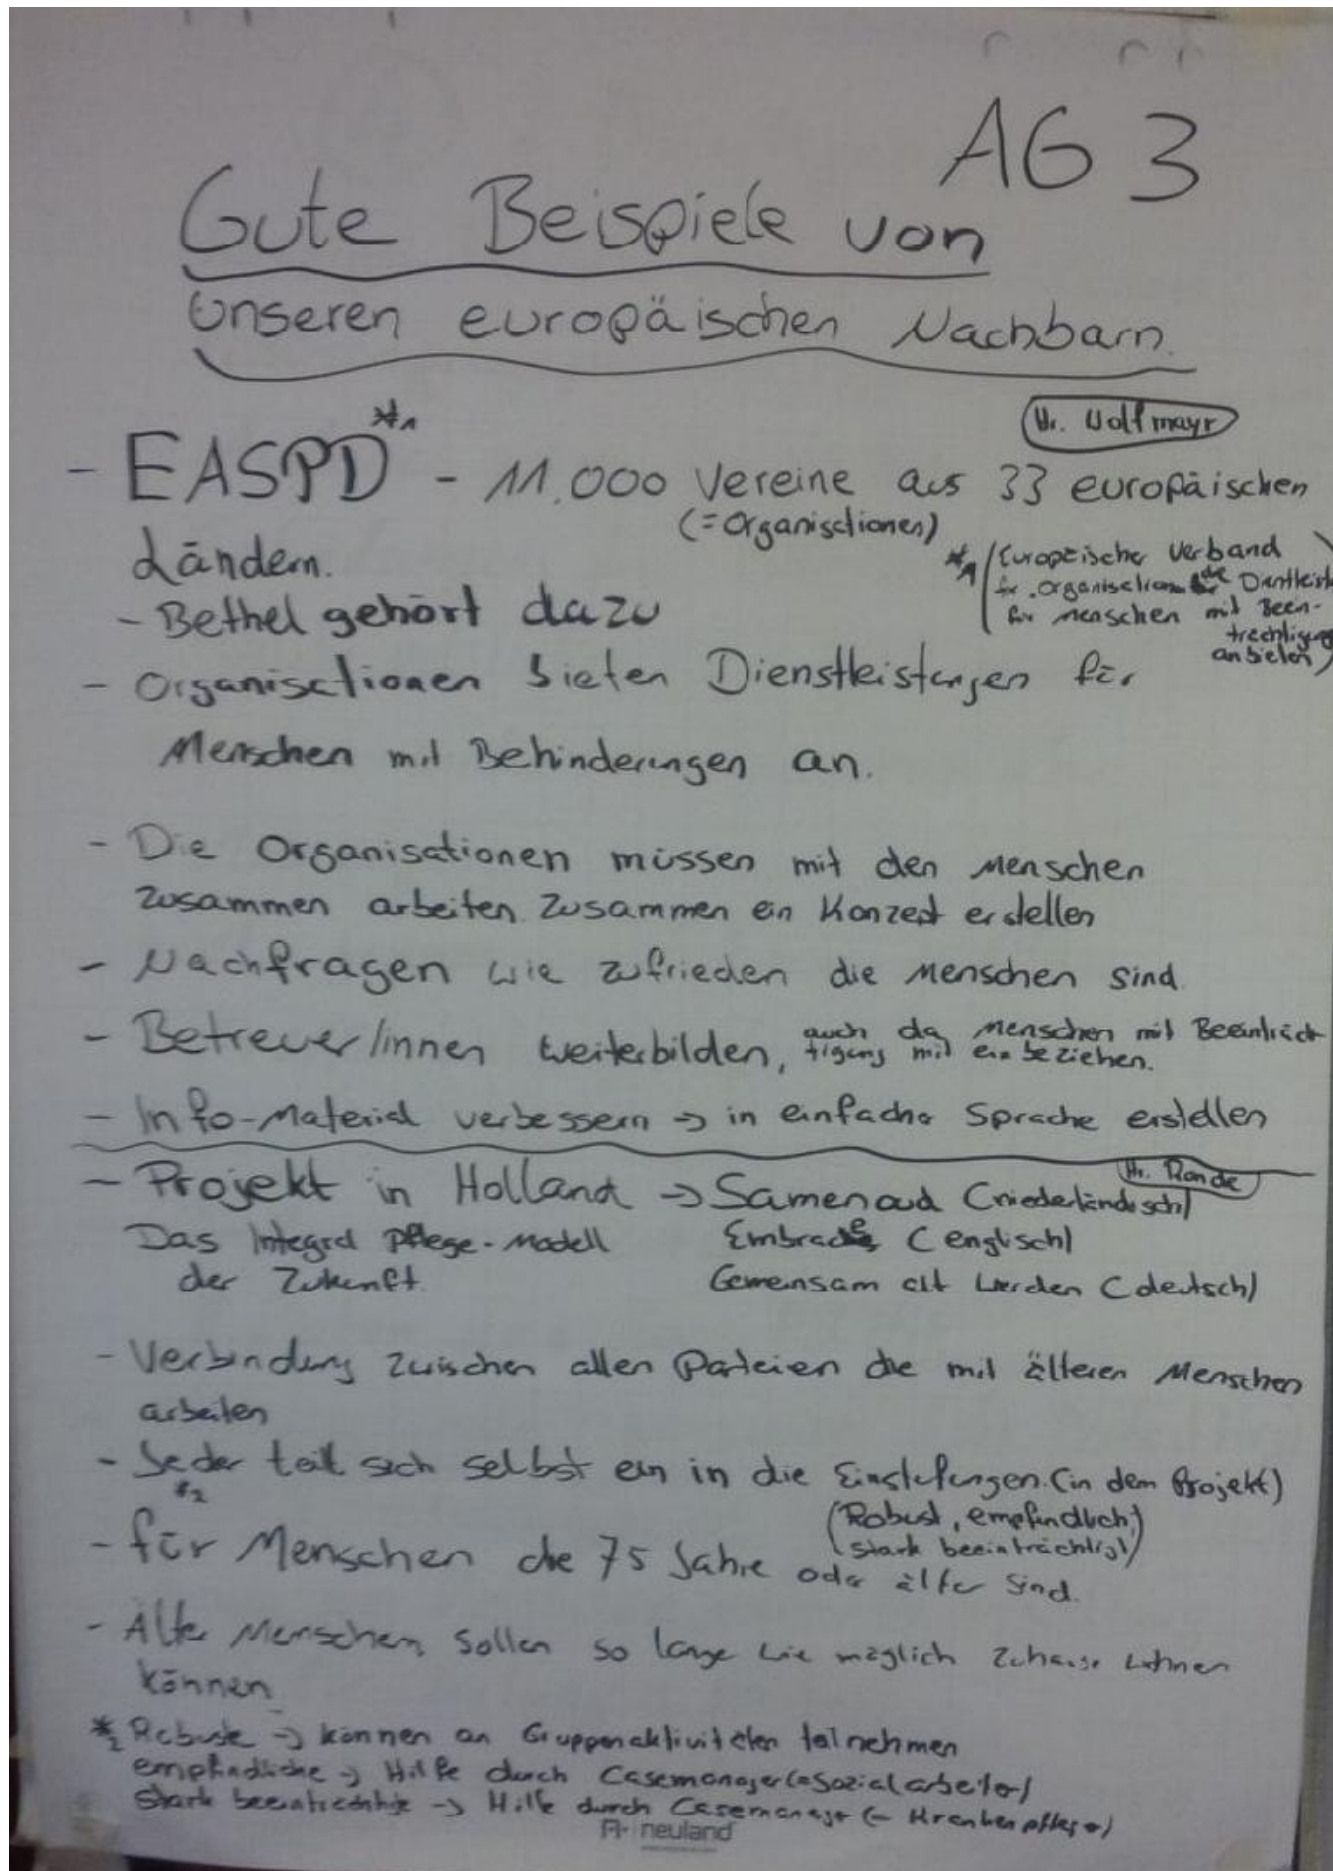 AG 3
Gute Beispiele von
unseren europäischen Nachbarn.
Hr. Wolfmayr
- EASPD *1 - 11.000 Vereine aus 33 europäischen
(=Organisationen)
Ländern.
*1 (Europäischer Verband
für Organisationen die Dienstleist
für Menschen mit Been-
trechtigung
anbieten)
- Bethel gehört dazu
- Organisationen bieten Dienstleistungen für
Menschen mit Behinderungen an.
- Die Organisationen müssen mit den Menschen
zusammen arbeiten. Zusammen ein Konzept erstellen
- Nachfragen wie zufrieden die Menschen sind.
- Betreuer/innen weiterbilden, auch da Menschen mit Beeinträch
tigung mit ein beziehen.
- Info-Material verbessern → in einfacher Sprache erstellen
Hr. Ronde
- Projekt in Holland → Samenoud (niederländisch)
Das Integral Pflege-Modell Embrace (englisch)
der Zukunft. Gemeinsam alt werden (deutsch)
- Verbindung zwischen allen Parteien die mit älteren Menschen
arbeiten
- Jeder teilt sich selbst ein in die Einstufungen. (in dem Projekt)
*2
(Robust, empfindlich,
stark beeinträchtigt)
- für Menschen die 75 Jahre oder älter sind.
- Alte Menschen sollen so lange wie möglich zuhause wohnen
können.
*2 Robuste → können an Gruppenaktivitäten teilnehmen
empfindliche → Hilfe durch Casemanager (=Sozialarbeiter)
stark beeinträchtigte → Hilfe durch Casemanager (= Krankenpfleger)
neuland